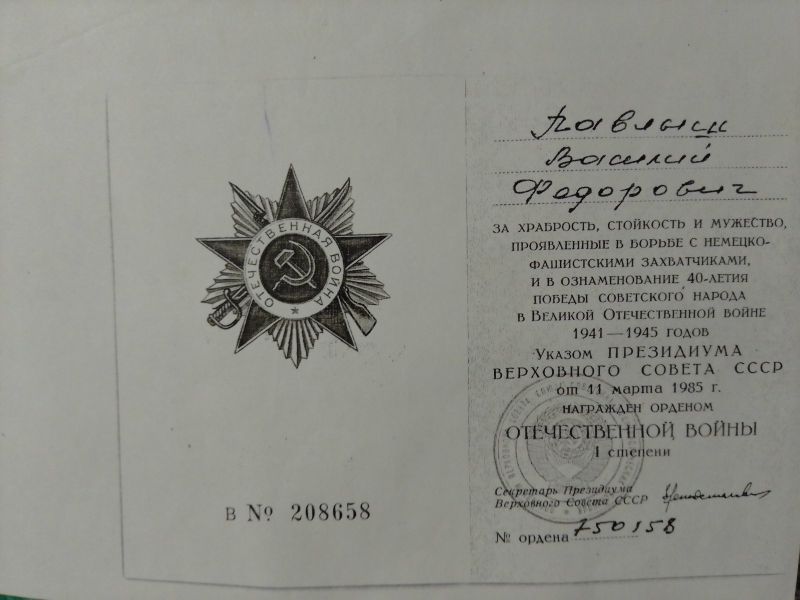 ОТЕЧЕСТВЕННАЯ ВОЙНА
В № 208658
Павлыш
Василий
Федорович
ЗА ХРАБРОСТЬ, СТОЙКОСТЬ И МУЖЕСТВО,
ПРОЯВЛЕННЫЕ В БОРЬБЕ С НЕМЕЦКО-
ФАШИСТСКИМИ ЗАХВАТЧИКАМИ,
И В ОЗНАМЕНОВАНИЕ 40-ЛЕТИЯ
ПОБЕДЫ СОВЕТСКОГО НАРОДА
В ВЕЛИКОЙ ОТЕЧЕСТВЕННОЙ ВОЙНЕ
1941—1945 ГОДОВ
УКАЗОМ ПРЕЗИДИУМА
ВЕРХОВНОГО СОВЕТА СССР
от 11 марта 1985 г.
НАГРАЖДЕН ОРДЕНОМ
ОТЕЧЕСТВЕННОЙ ВОЙНЫ
I степени
Секретарь Президиума
Верховного Совета СССР
№ ордена 750158